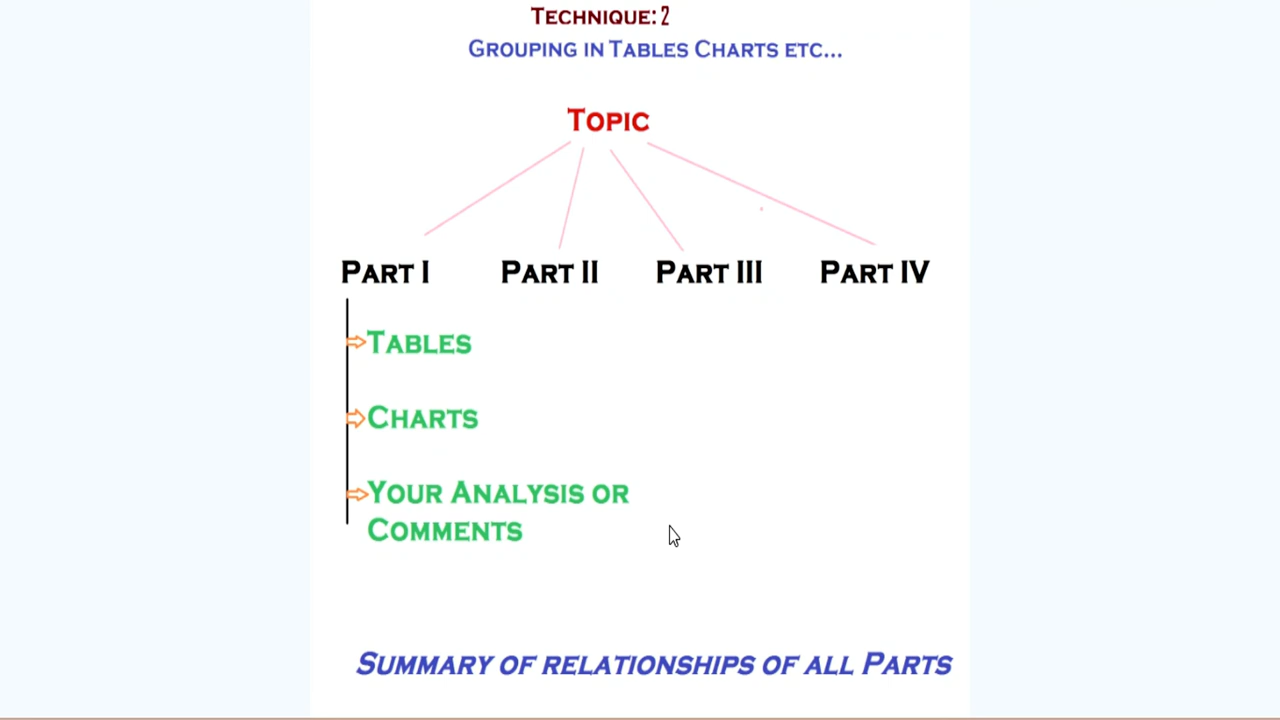 Technique: 2
Grouping in Tables Charts etc...
Topic
Part I Part II Part III Part IV
Tables
Charts
Your Analysis or
Comments
Summary of relationships of all Parts